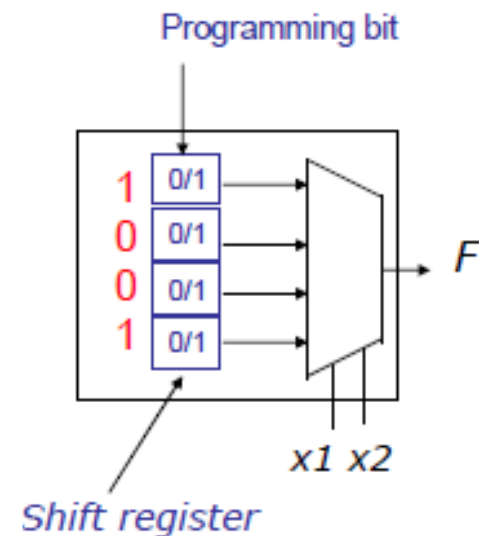 Programming bit
1 0/1
0 0/1
0 0/1
1 0/1
F
x1 x2
Shift register